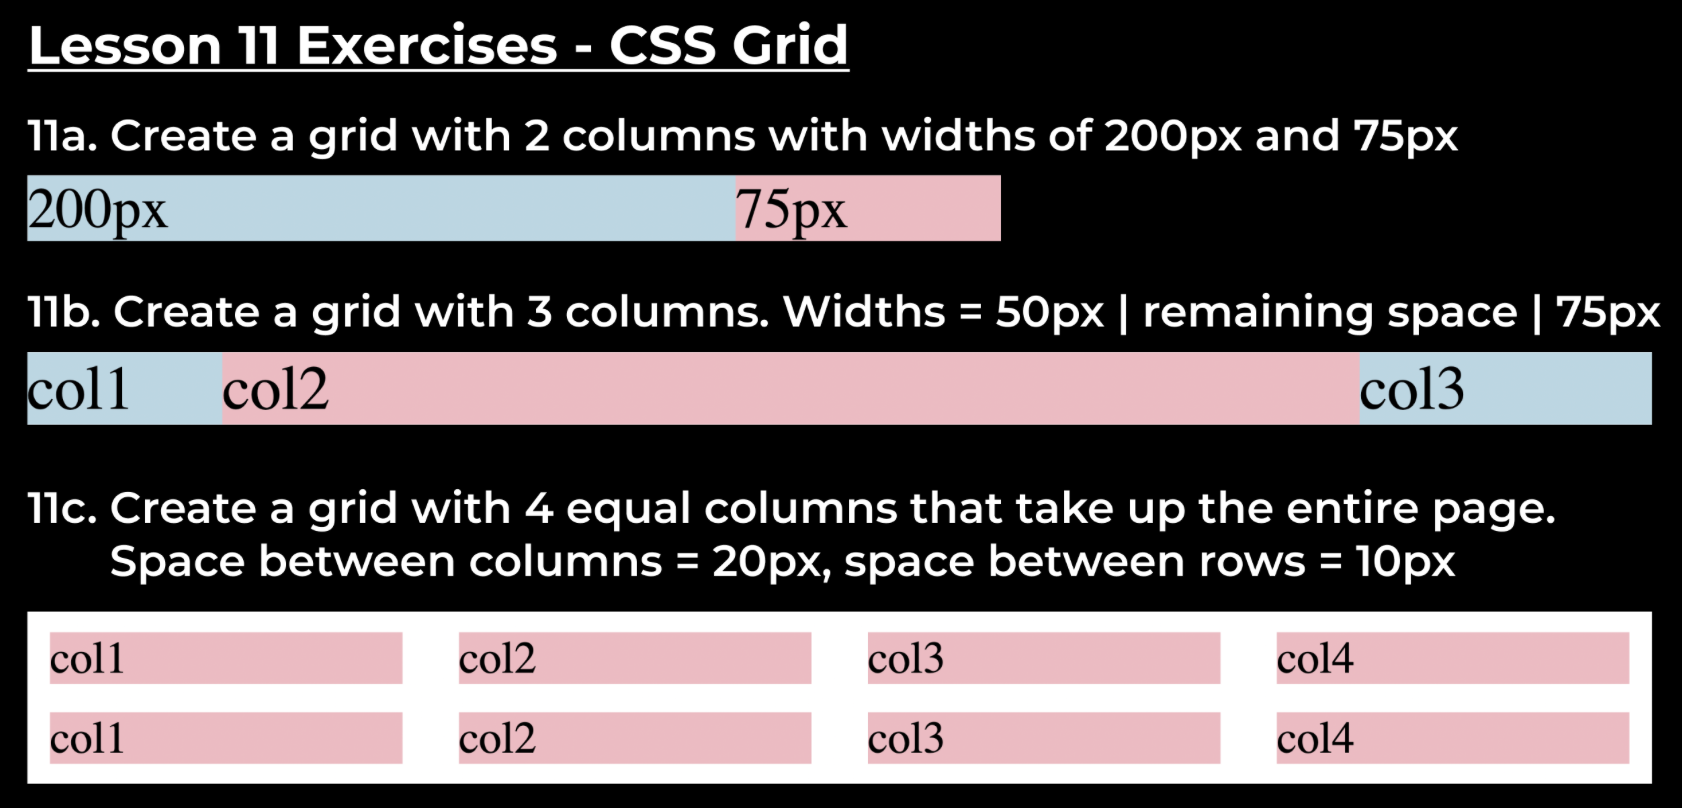 Lesson 11 Exercises - CSS Grid
11a. Create a grid with 2 columns with widths of 200px and 75px
200px 75px
11b. Create a grid with 3 columns. Widths = 50px | remaining space | 75px
col1 col2 col3
11c. Create a grid with 4 equal columns that take up the entire page.
Space between columns = 20px, space between rows = 10px
col1 col2 col3 col4
col1 col2 col3 col4